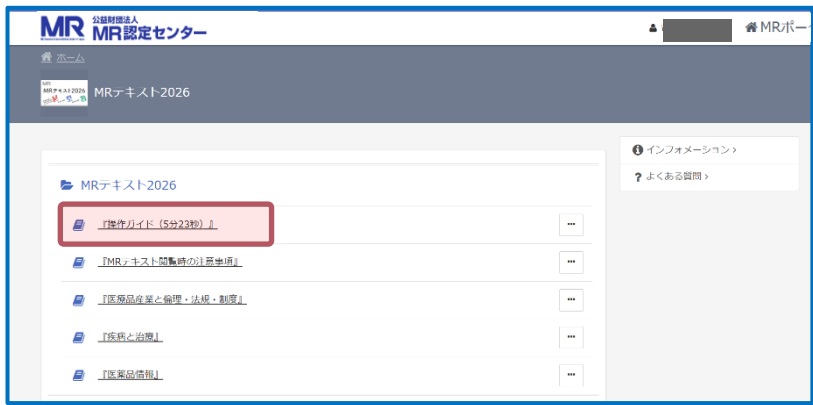 MR 公益財団法人
MR認定センター
MRポー
ホーム
MR
MRテキスト2026
MRテキスト2026
インフォメーション ›
? よくある質問 ›
MRテキスト2026
『操作ガイド（5分23秒）』
『MRテキスト閲覧時の注意事項』
『医療品産業と倫理・法規・制度』
『疾病と治療』
『医薬品情報』